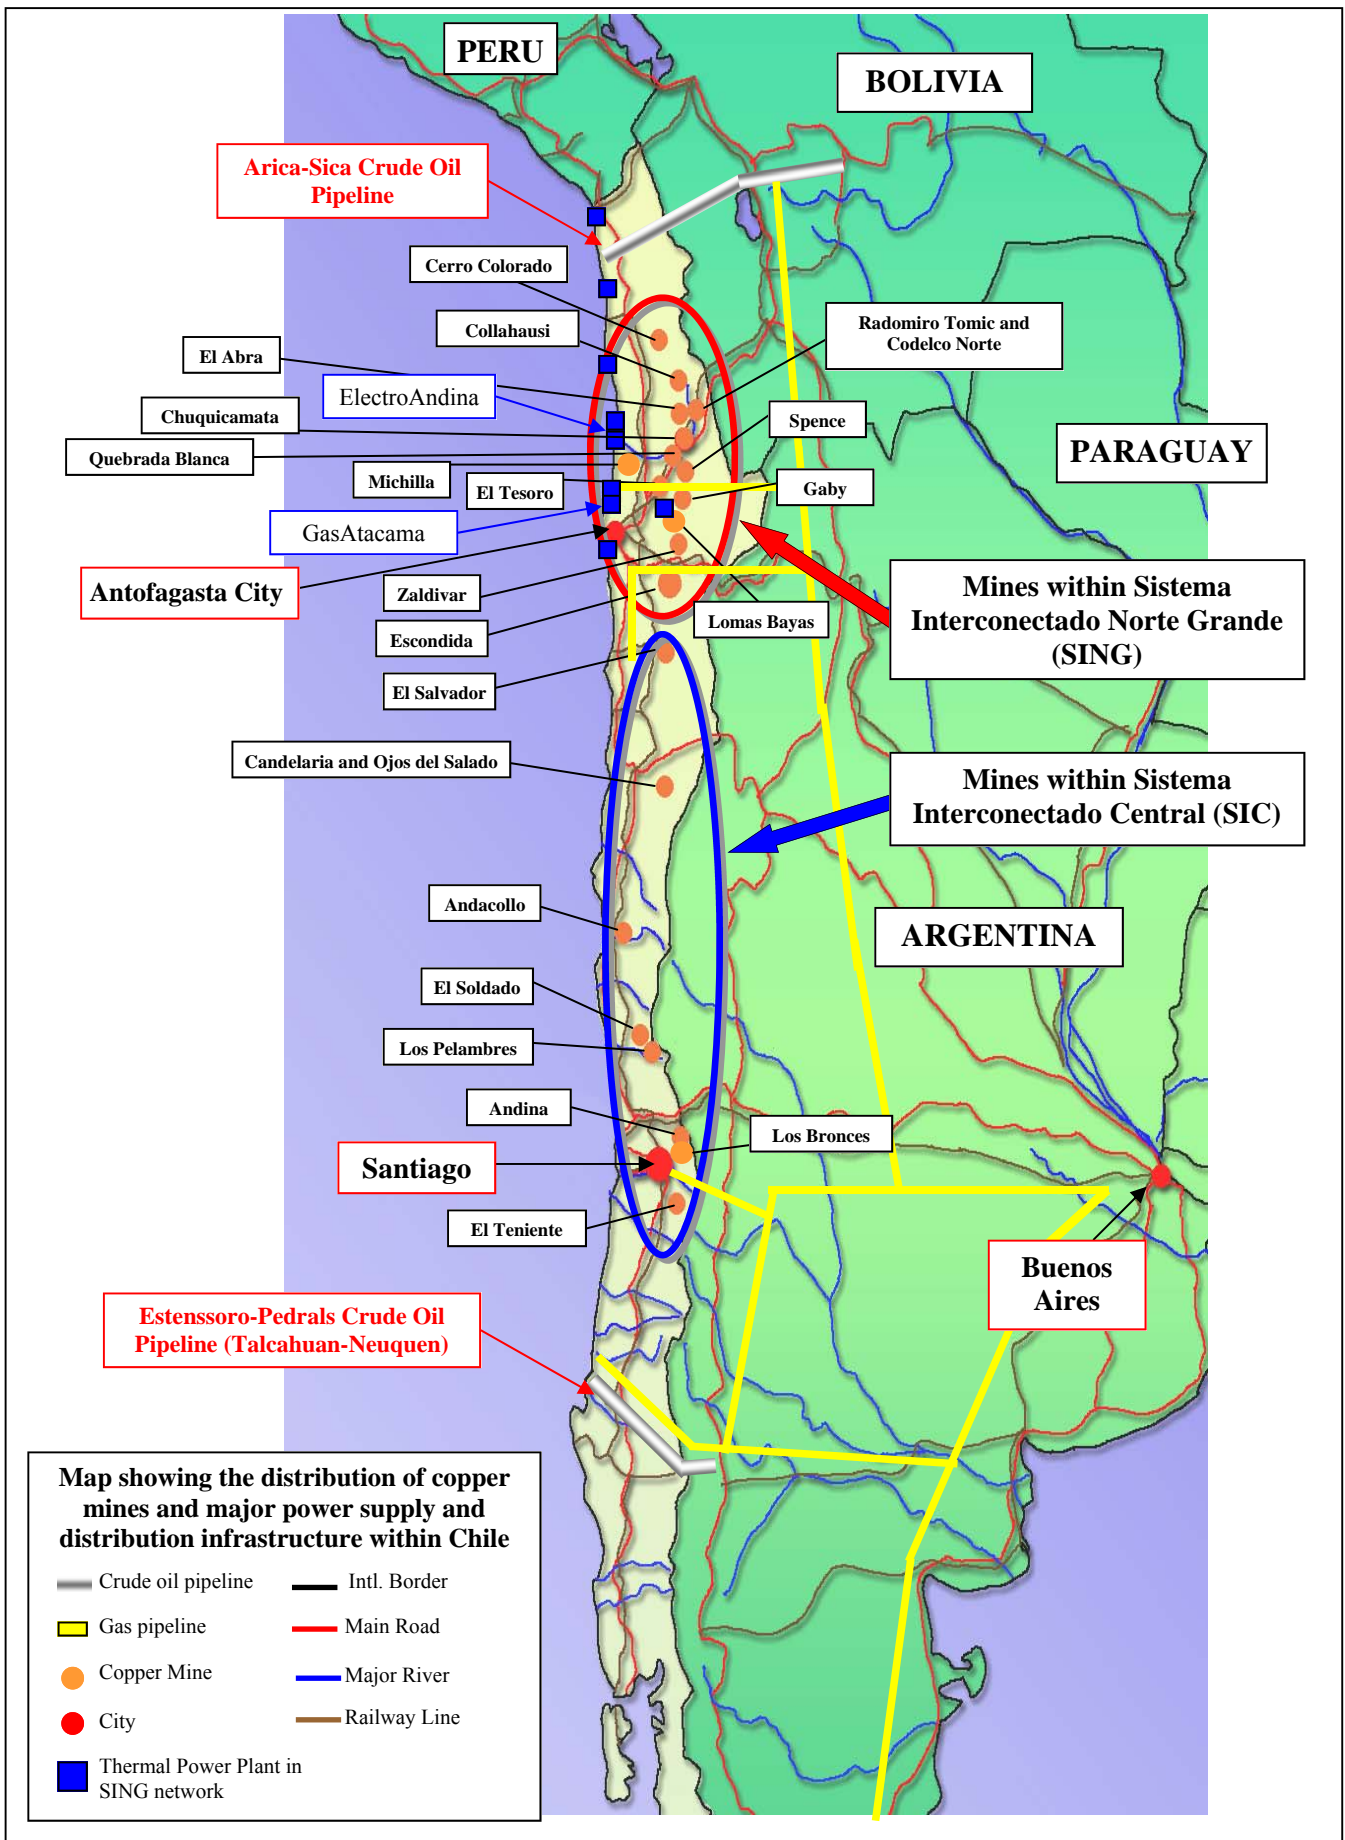 PERU
BOLIVIA
Arica-Sica Crude Oil
Pipeline
Cerro Colorado
Collahausi
Radomiro Tomic and
Codelco Norte
El Abra
ElectroAndina
Chuquicamata
Spence
Quebrada Blanca
PARAGUAY
Michilla
El Tesoro
Gaby
GasAtacama
Antofagasta City
Zaldivar
Lomas Bayas
Mines within Sistema
Interconectado Norte Grande
(SING)
Escondida
El Salvador
Candelaria and Ojos del Salado
Mines within Sistema
Interconectado Central (SIC)
Andacollo
ARGENTINA
El Soldado
Los Pelambres
Andina
Los Bronces
Santiago
El Teniente
Buenos
Aires
Estenssoro-Pedrals Crude Oil
Pipeline (Talcahuan-Neuquen)
Map showing the distribution of copper
mines and major power supply and
distribution infrastructure within Chile
Crude oil pipeline
Intl. Border
Gas pipeline
Main Road
Copper Mine
Major River
City
Railway Line
Thermal Power Plant in
SING network